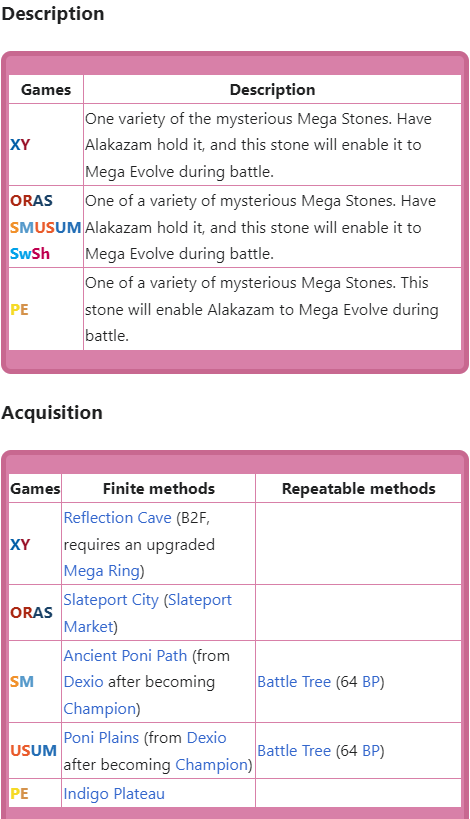 Description
Games Description
XY
One variety of the mysterious Mega Stones. Have
Alakazam hold it, and this stone will enable it to
Mega Evolve during battle.
ORAS
SMUSUM
SwSh
One of a variety of mysterious Mega Stones. Have
Alakazam hold it, and this stone will enable it to
Mega Evolve during battle.
PE
One of a variety of mysterious Mega Stones. This
stone will enable Alakazam to Mega Evolve during
battle.
Acquisition
Games Finite methods Repeatable methods
XY
Reflection Cave (B2F,
requires an upgraded
Mega Ring)
ORAS
Slateport City (Slateport
Market)
SM
Ancient Poni Path (from
Dexio after becoming
Champion)
Battle Tree (64 BP)
USUM
Poni Plains (from Dexio
after becoming Champion)
Battle Tree (64 BP)
PE
Indigo Plateau